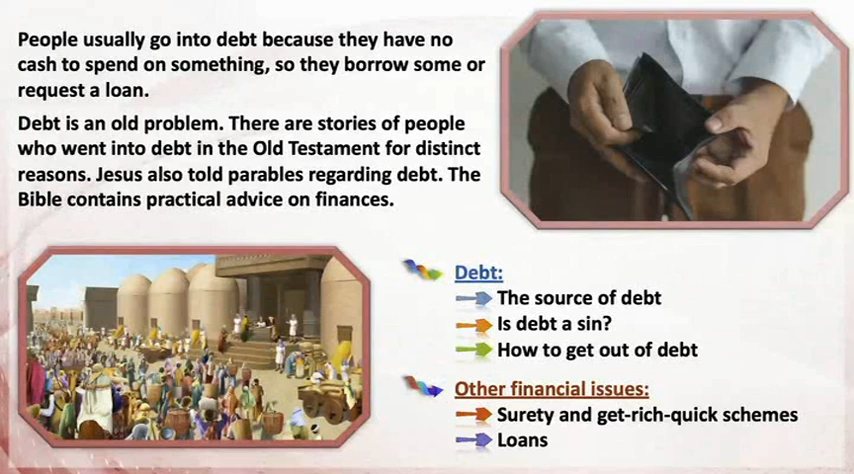 People usually go into debt because they have no
cash to spend on something, so they borrow some or
request a loan.
Debt is an old problem. There are stories of people
who went into debt in the Old Testament for distinct
reasons. Jesus also told parables regarding debt. The
Bible contains practical advice on finances.
Debt:
The source of debt
Is debt a sin?
How to get out of debt
Other financial issues:
Surety and get-rich-quick schemes
Loans